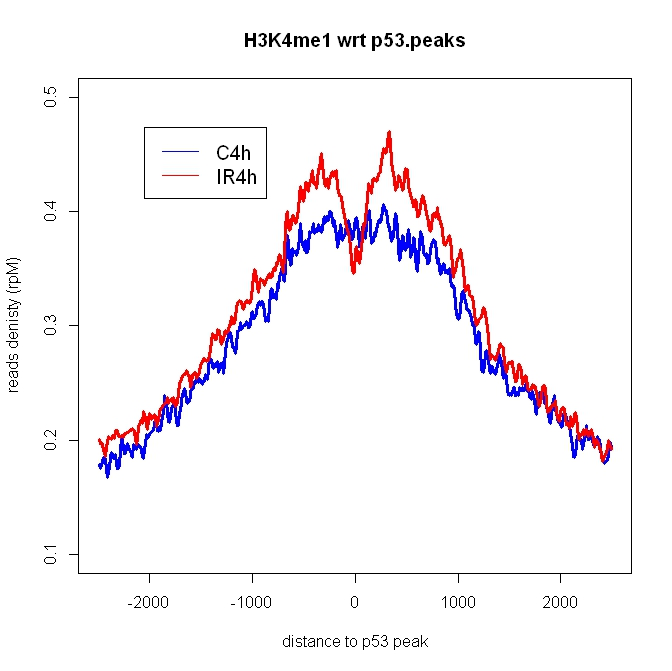 H3K4me1 wrt p53.peaks
0.5
0.4
0.3
0.2
0.1
reads denisty (rpM)
C4h
IR4h
-2000
-1000
0
1000
2000
distance to p53 peak